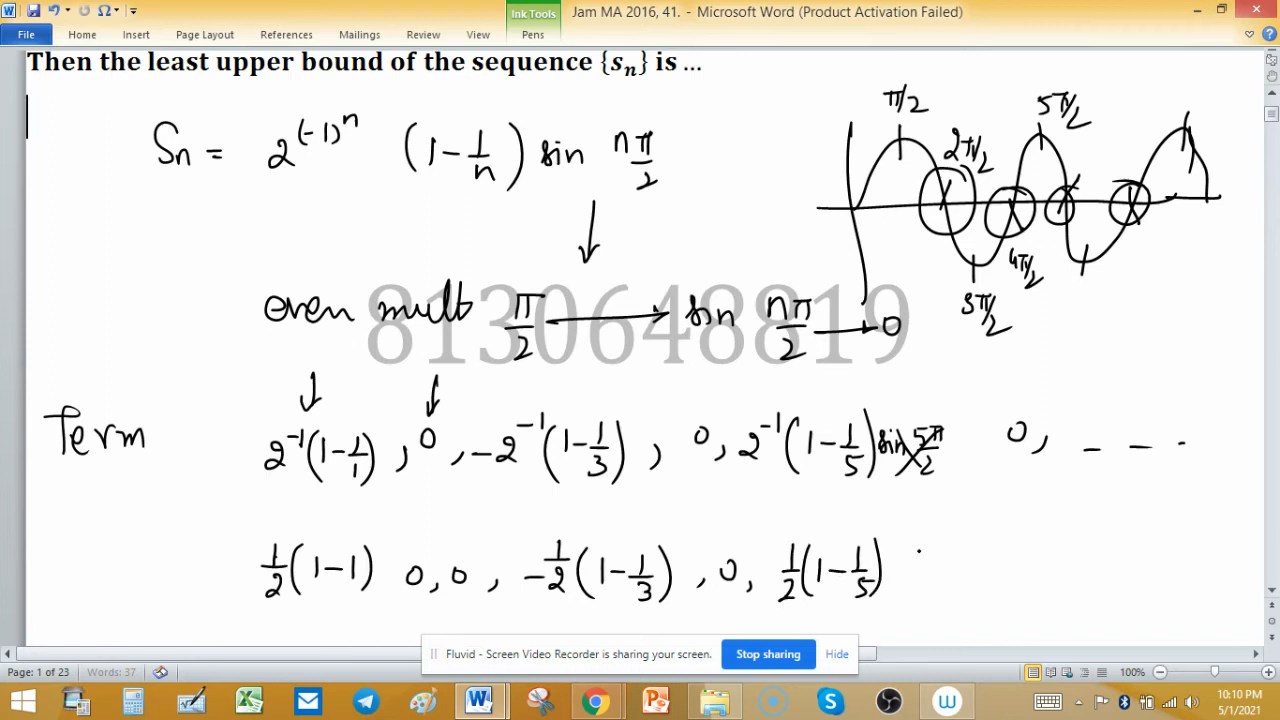 Ink Tools
Jam MA 2016, 41. - Microsoft Word (Product Activation Failed)
File Home Insert Page Layout References Mailings Review View Pens
Then the least upper bound of the sequence {sₙ} is ...
Sn = 2^(-1)^n (1 - 1/n) sin nπ/2
π/2 2π/2 3π/2 4π/2 5π/2
even mult π/2 → sin nπ/2 → 0
8130648819
Term 2^-1(1-1/1), 0, -2^-1(1-1/3), 0, 2^-1(1-1/5) sin 5π/2 0, - - -
1/2(1-1) 0, 0, -1/2(1-1/3), 0, 1/2(1-1/5)
Fluvid - Screen Video Recorder is sharing your screen. Stop sharing Hide
Page: 1 of 23 Words: 37 100%
10:10 PM
5/1/2021